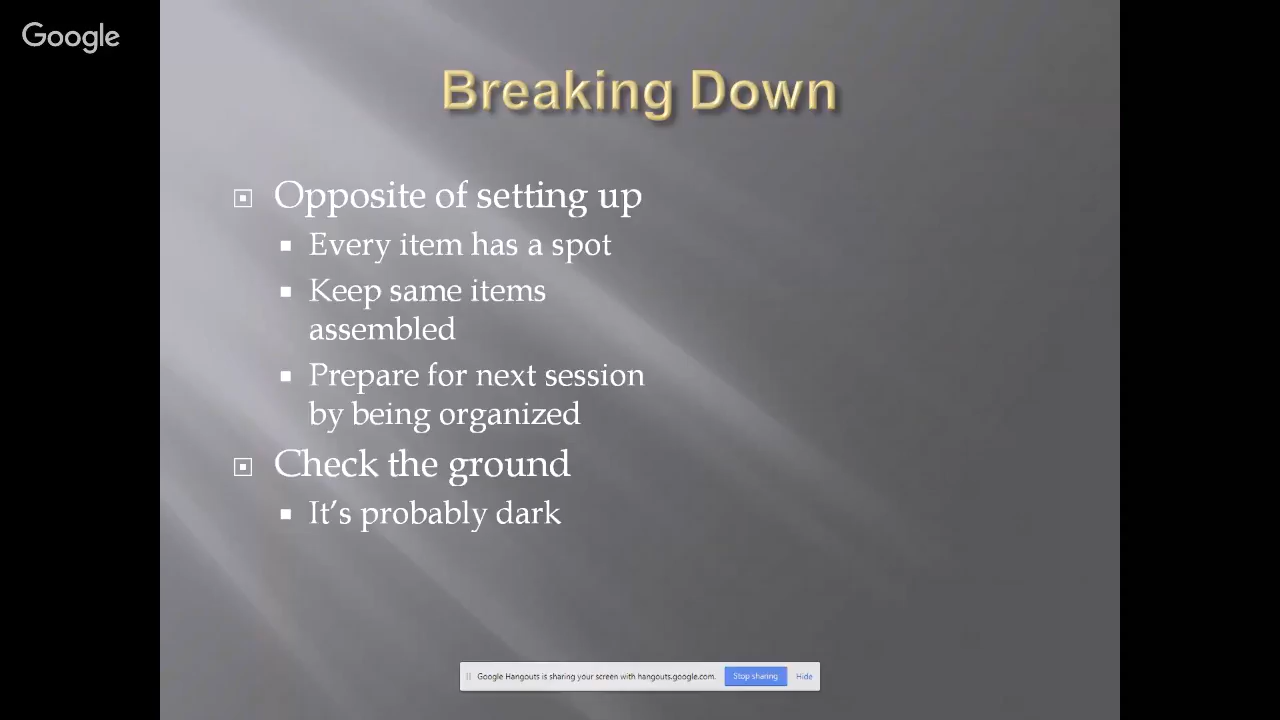 Google
Breaking Down
Opposite of setting up
Every item has a spot
Keep same items
assembled
Prepare for next session
by being organized
Check the ground
It’s probably dark
Google Hangouts is sharing your screen with hangouts.google.com. Stop sharing Hide